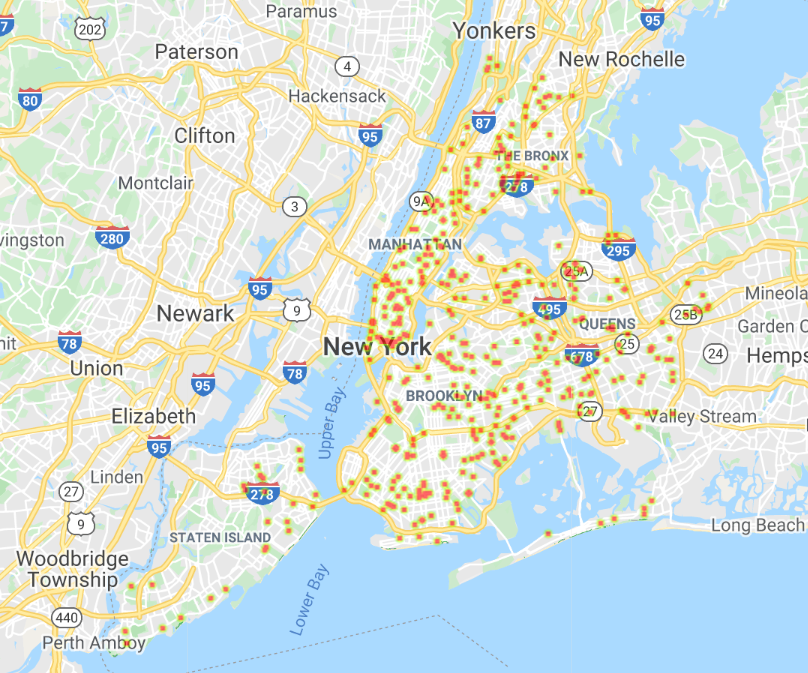 Paramus
95
7
202
Yonkers
Paterson
4
New Rochelle
80
Hackensack
87
95
Clifton
THE BRONX
Montclair
278
3
9A
vingston
280
MANHATTAN
295
25A
95
Newark
9
495
Mineola
25B
QUEENS
Garden C
nit
78
New York
25
678
24
Hemps
Union
78
95
BROOKLYN
Elizabeth
27
Valley Stream
Upper Bay
95
Linden
27
278
9
Long Beach
STATEN ISLAND
Woodbridge
Township
Lower Bay
440
Perth Amboy